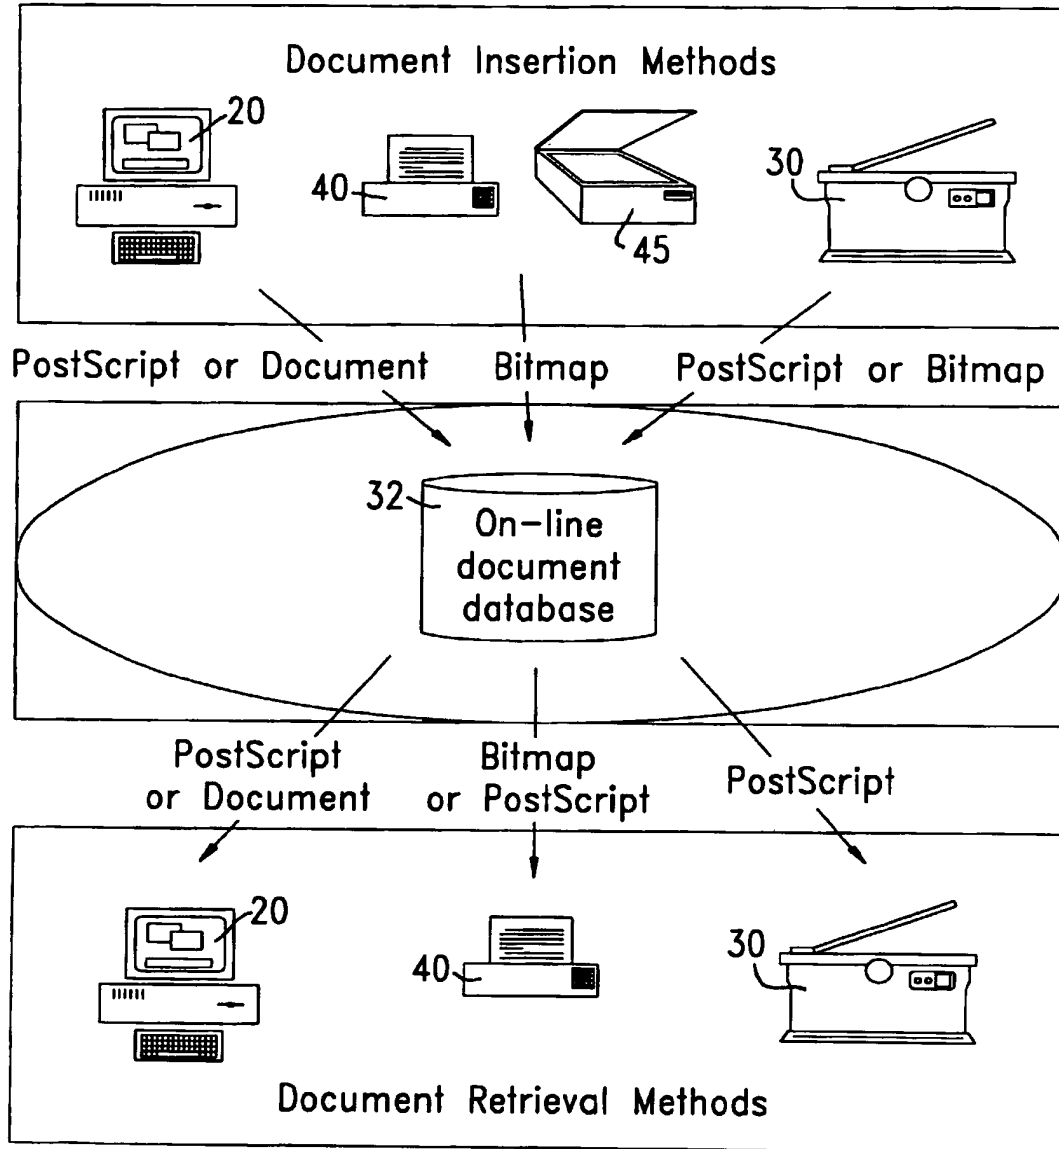 Document Insertion Methods
20
40
45
30
PostScript or Document
Bitmap
PostScript or Bitmap
32
On-line
document
database
PostScript
or Document
Bitmap
or PostScript
PostScript
20
40
30
Document Retrieval Methods